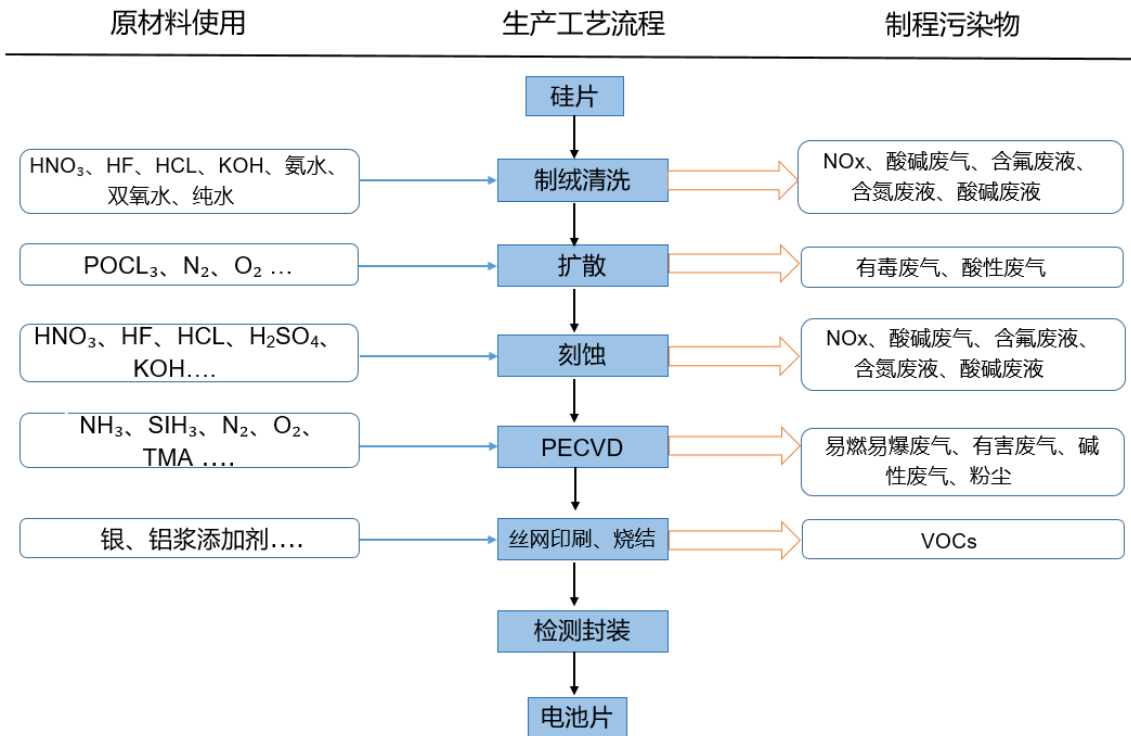 原材料使用
生产工艺流程
制程污染物
硅片
HNO₃、HF、HCL、KOH、氨水、
双氧水、纯水
制绒清洗
NOx、酸碱废气、含氟废液、
含氮废液、酸碱废液
POCL₃、N₂、O₂ ...
扩散
有毒废气、酸性废气
HNO₃、HF、HCL、H₂SO₄、
KOH....
刻蚀
NOx、酸碱废气、含氟废液、
含氮废液、酸碱废液
NH₃、SIH₃、N₂、O₂、
TMA ....
PECVD
易燃易爆废气、有害废气、碱
性废气、粉尘
银、铝浆添加剂....
丝网印刷、烧结
VOCs
检测封装
电池片